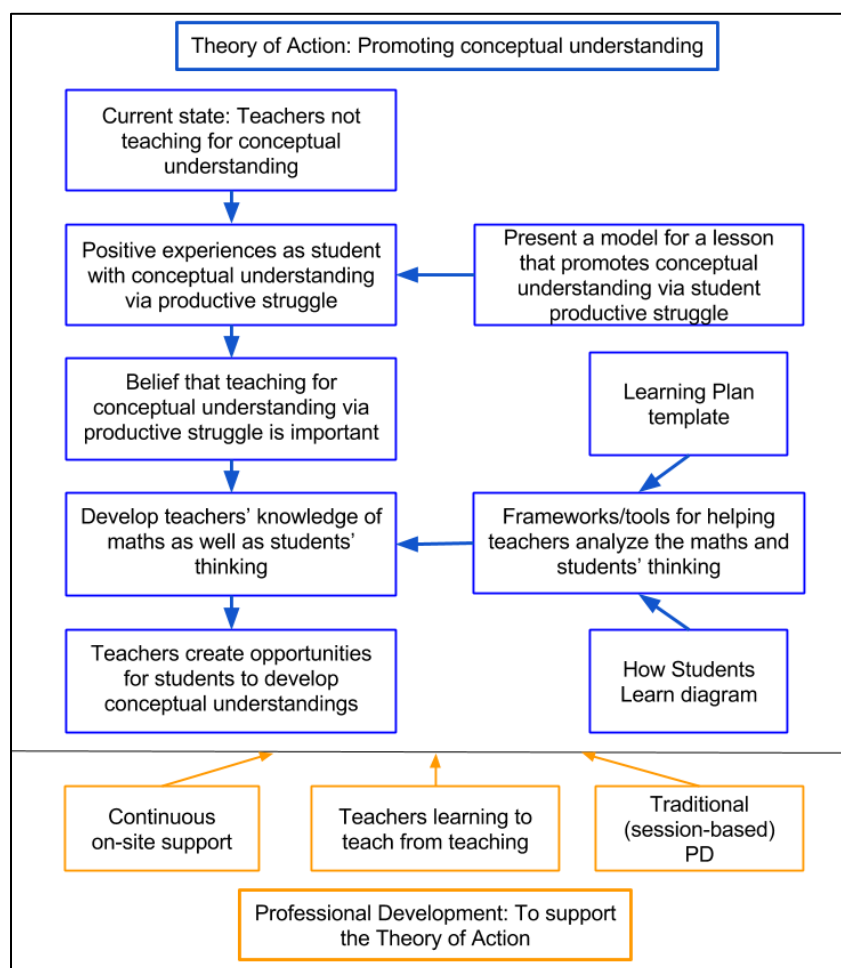 Theory of Action: Promoting conceptual understanding
Current state: Teachers not
teaching for conceptual
understanding
Positive experiences as student
with conceptual understanding
via productive struggle
Present a model for a lesson
that promotes conceptual
understanding via student
productive struggle
Belief that teaching for
conceptual understanding via
productive struggle is important
Learning Plan
template
Develop teachers’ knowledge of
maths as well as students’
thinking
Frameworks/tools for helping
teachers analyze the maths and
students’ thinking
Teachers create opportunities
for students to develop
conceptual understandings
How Students
Learn diagram
Continuous
on-site support
Teachers learning to
teach from teaching
Traditional
(session-based)
PD
Professional Development: To support
the Theory of Action